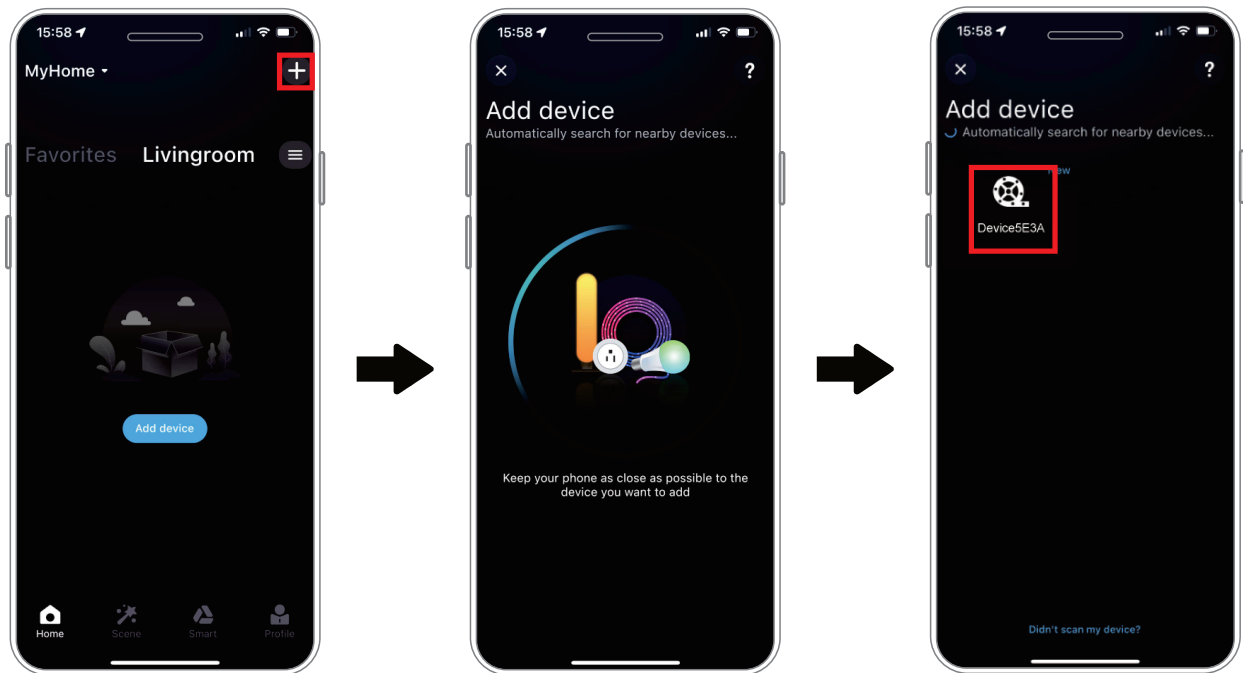 15:58
MyHome
Favorites Livingroom
Add device
Home Scene Smart Profile
15:58
?
Add device
Automatically search for nearby devices...
Keep your phone as close as possible to the
device you want to add
15:58
?
Add device
Automatically search for nearby devices...
New
Device5E3A
Didn't scan my device?